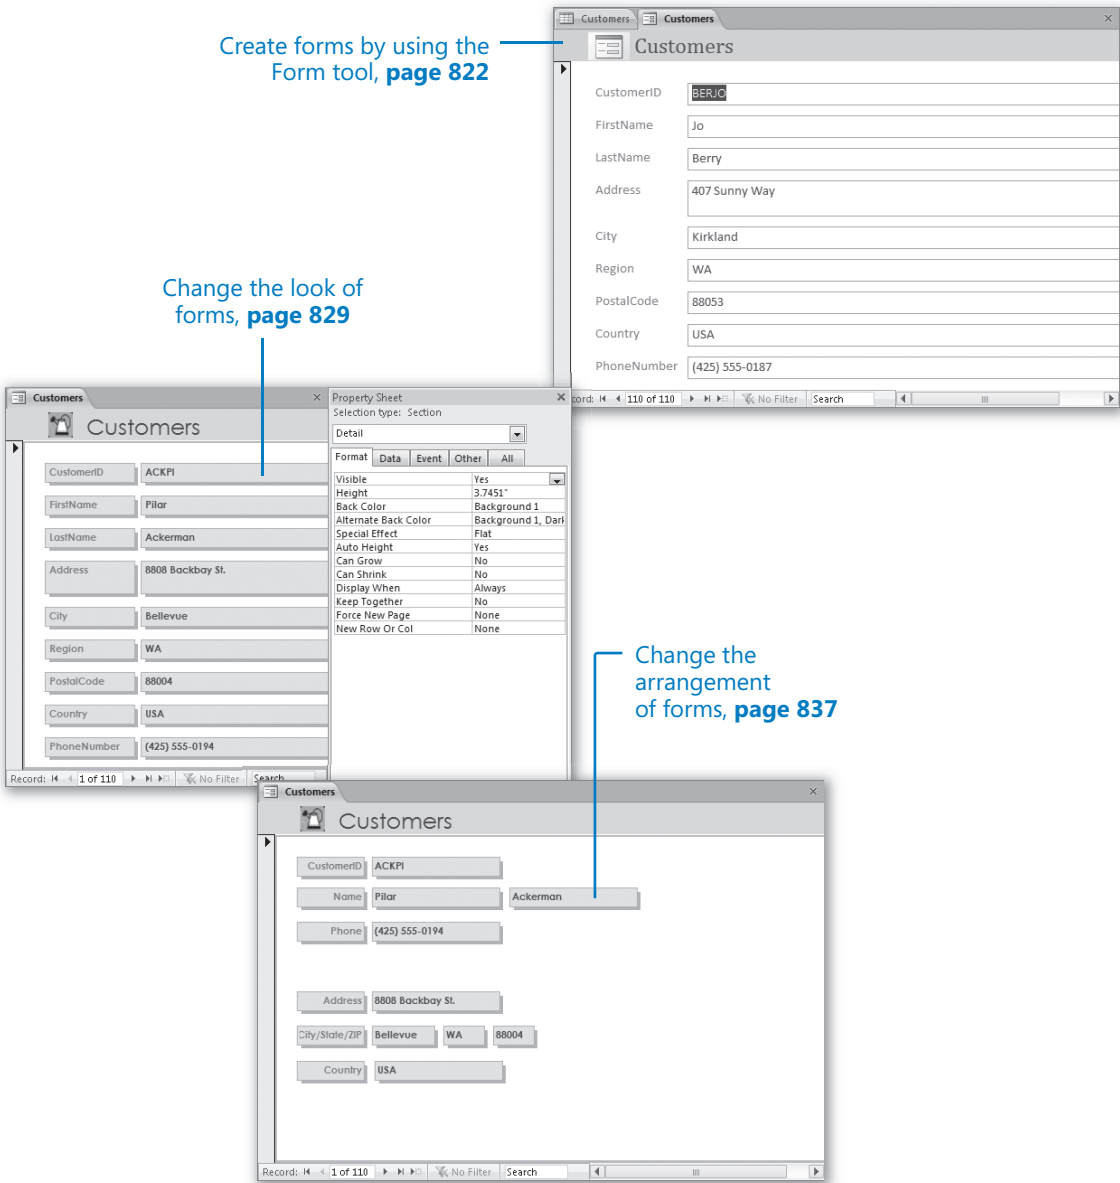 Create forms by using the
Form tool, page 822
Customers
Customers
Customers
CustomerID BERJO
FirstName Jo
LastName Berry
Address 407 Sunny Way
City Kirkland
Region WA
PostalCode 88053
Country USA
PhoneNumber (425) 555-0187
cord: 110 of 110 No Filter Search
Change the look of
forms, page 829
Customers
Customers
CustomerID ACKPI
FirstName Pilar
LastName Ackerman
Address 8808 Backbay St.
City Bellevue
Region WA
PostalCode 88004
Country USA
PhoneNumber (425) 555-0194
Record: 1 of 110 No Filter Search
Property Sheet
Selection type: Section
Detail
Format Data Event Other All
Visible Yes
Height 3.7451"
Back Color Background 1
Alternate Back Color Background 1, Dark
Special Effect Flat
Auto Height Yes
Can Grow No
Can Shrink No
Display When Always
Keep Together No
Force New Page None
New Row Or Col None
Change the
arrangement
of forms, page 837
Customers
Customers
CustomerID ACKPI
Name Pilar Ackerman
Phone (425) 555-0194
Address 8808 Backbay St.
City/State/ZIP Bellevue WA 88004
Country USA
Record: 1 of 110 No Filter Search